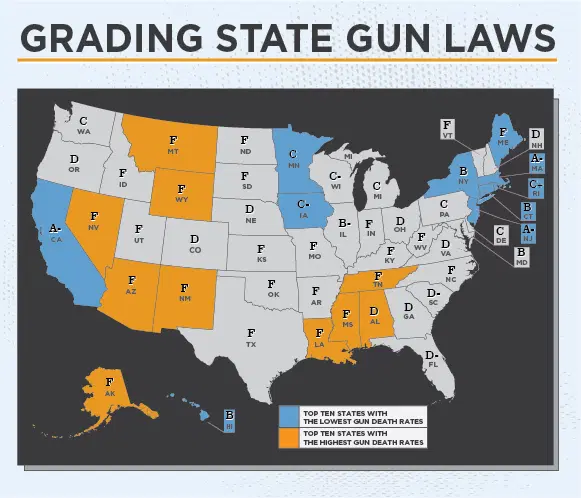 GRADING STATE GUN LAWS
C
WA
D
OR
A-
CA
F
NV
F
ID
F
MT
F
WY
F
UT
F
AZ
D
CO
F
NM
F
ND
F
SD
D
NE
F
KS
F
OK
F
TX
C
MN
C-
IA
F
MO
F
AR
F
LA
C-
WI
B-
IL
MI
C
MI
F
IN
D
OH
F
KY
F
TN
F
MS
D
AL
D
GA
D-
FL
D-
SC
F
NC
D
VA
F
WV
C
PA
B
NY
F
VT
F
ME
D
NH
A-
MA
C+
RI
B
CT
A-
NJ
C
DE
B
MD
F
AK
B
HI
TOP TEN STATES WITH
THE LOWEST GUN DEATH RATES
TOP TEN STATES WITH
THE HIGHEST GUN DEATH RATES